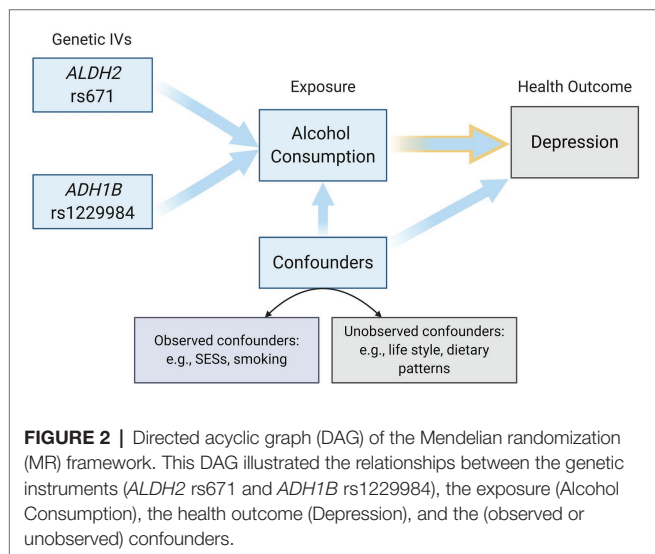 Genetic IVs
ALDH2
rs671
Exposure
Health Outcome
Alcohol
Consumption
Depression
ADH1B
rs1229984
Confounders
Observed confounders:
e.g., SESs, smoking
Unobserved confounders:
e.g., life style, dietary
patterns
FIGURE 2 | Directed acyclic graph (DAG) of the Mendelian randomization
(MR) framework. This DAG illustrated the relationships between the genetic
instruments (ALDH2 rs671 and ADH1B rs1229984), the exposure (Alcohol
Consumption), the health outcome (Depression), and the (observed or
unobserved) confounders.